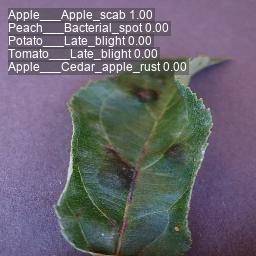 Apple___Apple_scab 1.00
Peach___Bacterial_spot 0.00
Potato___Late_blight 0.00
Tomato___Late_blight 0.00
Apple___Cedar_apple_rust 0.00